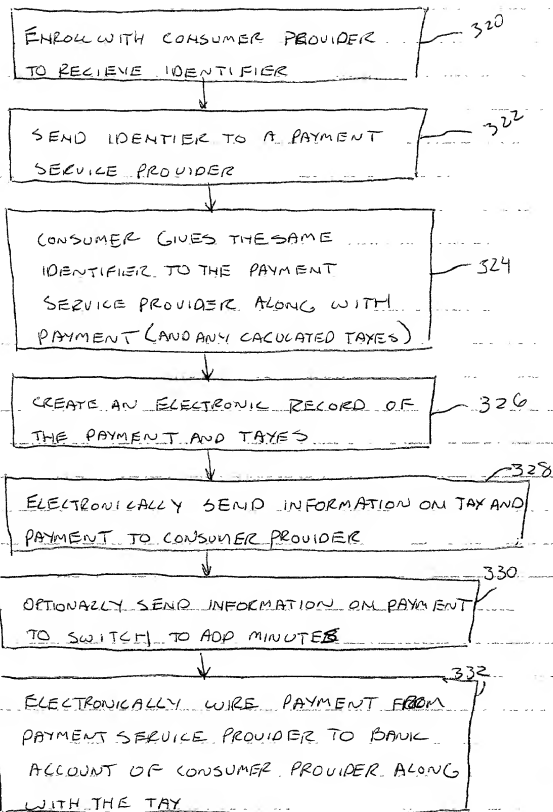 ENROLL WITH CONSUMER PROVIDER
TO RECIEVE IDENTIFIER
320
SEND IDENTIER TO A PAYMENT
SERVICE PROVIDER
322
CONSUMER GIVES THE SAME
IDENTIFIER TO THE PAYMENT
SERVICE PROVIDER ALONG WITH
PAYMENT (AND ANY CACULATED TAXES)
324
CREATE AN ELECTRONIC RECORD OF
THE PAYMENT AND TAXES
326
328
ELECTRONICALLY SEND INFORMATION ON TAX AND
PAYMENT TO CONSUMER PROVIDER
330
OPTIONALLY SEND INFORMATION ON PAYMENT
TO SWITCH TO ADD MINUTES
332
ELECTRONICALLY WIRE PAYMENT FROM
PAYMENT SERVICE PROVIDER TO BANK
ACCOUNT OF CONSUMER PROVIDER ALONG
WITH THE TAX